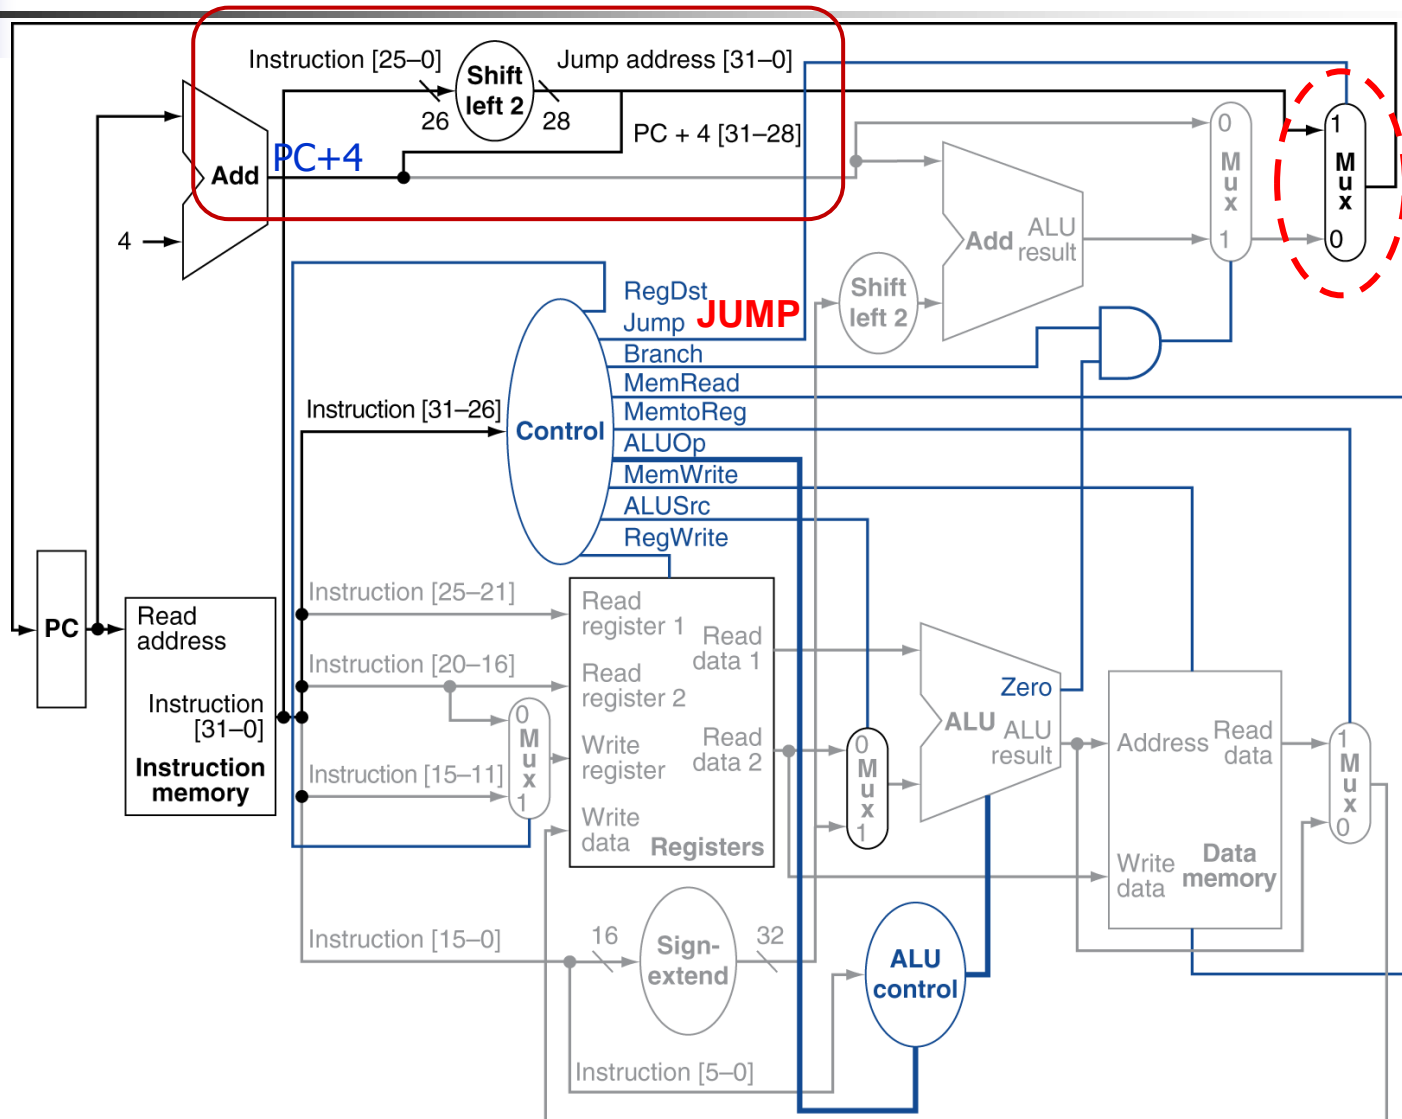 Instruction [25–0]
Shift
left 2
Jump address [31–0]
26
28
PC + 4 [31–28]
PC+4
Add
4
0
M
u
x
1
1
M
u
x
0
Add
ALU
result
Shift
left 2
RegDst
Jump
JUMP
Branch
MemRead
MemtoReg
ALUOp
MemWrite
ALUSrc
RegWrite
Instruction [31–26]
Control
PC
Read
address
Instruction
[31–0]
Instruction
memory
Instruction [25–21]
Instruction [20–16]
Instruction [15–11]
0
M
u
x
1
Read
register 1
Read
register 2
Write
register
Write
data
Read
data 1
Read
data 2
Registers
0
M
u
x
1
Zero
ALU
ALU
result
Address
Read
data
Write
data
Data
memory
1
M
u
x
0
Instruction [15–0]
16
Sign-
extend
32
ALU
control
Instruction [5–0]